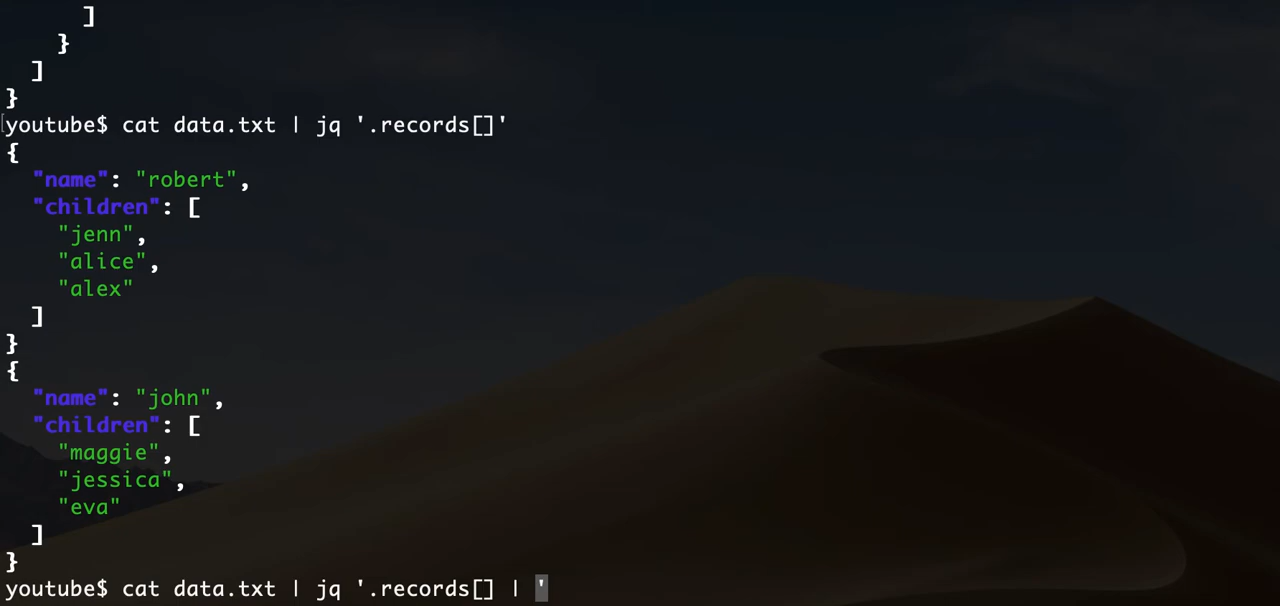 ]
    }
  ]
}
youtube$ cat data.txt | jq '.records[]'
{
  "name": "robert",
  "children": [
    "jenn",
    "alice",
    "alex"
  ]
}
{
  "name": "john",
  "children": [
    "maggie",
    "jessica",
    "eva"
  ]
}
youtube$ cat data.txt | jq '.records[] | '